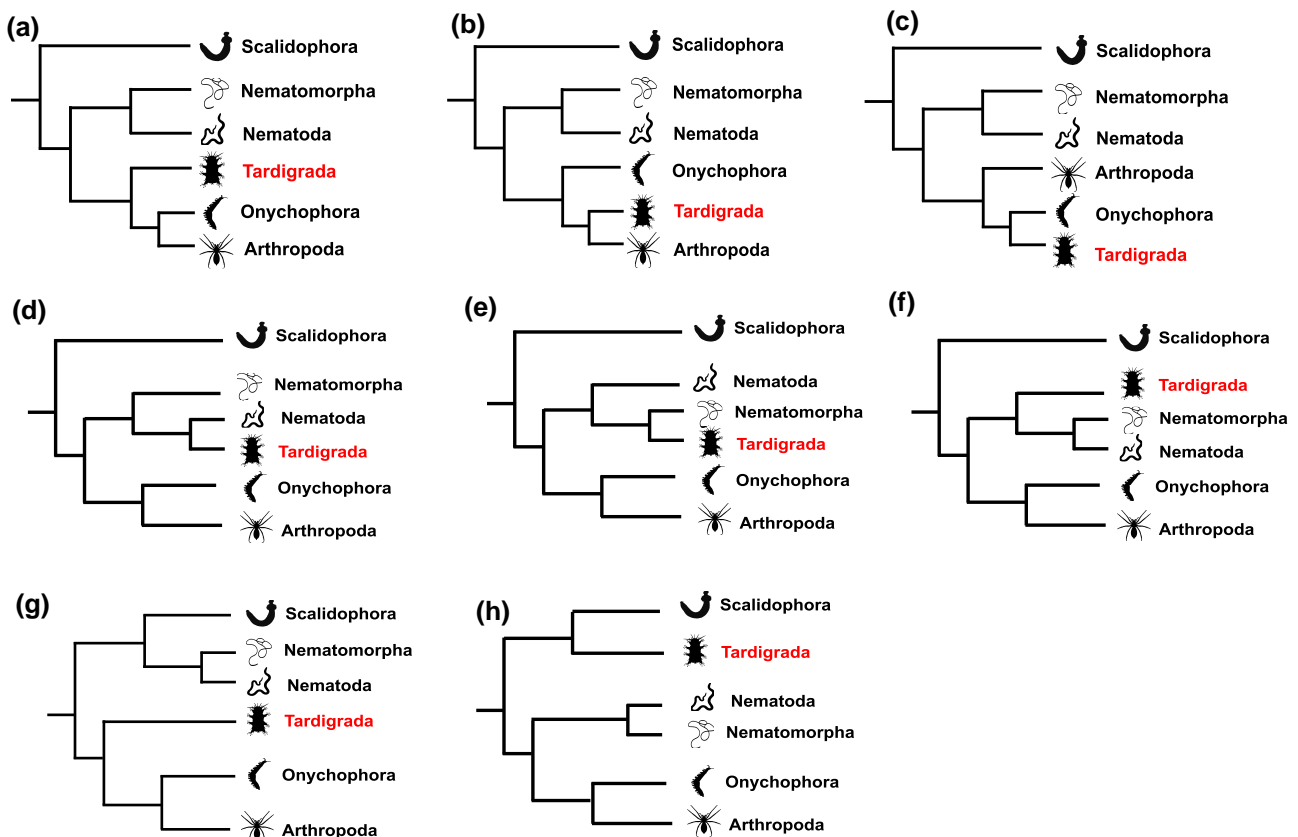 (a)
Scalidophora
Nematomorpha
Nematoda
Tardigrada
Onychophora
Arthropoda
(b)
Scalidophora
Nematomorpha
Nematoda
Onychophora
Tardigrada
Arthropoda
(c)
Scalidophora
Nematomorpha
Nematoda
Arthropoda
Onychophora
Tardigrada
(d)
Scalidophora
Nematomorpha
Nematoda
Tardigrada
Onychophora
Arthropoda
(e)
Scalidophora
Nematoda
Nematomorpha
Tardigrada
Onychophora
Arthropoda
(f)
Scalidophora
Tardigrada
Nematomorpha
Nematoda
Onychophora
Arthropoda
(g)
Scalidophora
Nematomorpha
Nematoda
Tardigrada
Onychophora
Arthropoda
(h)
Scalidophora
Tardigrada
Nematoda
Nematomorpha
Onychophora
Arthropoda